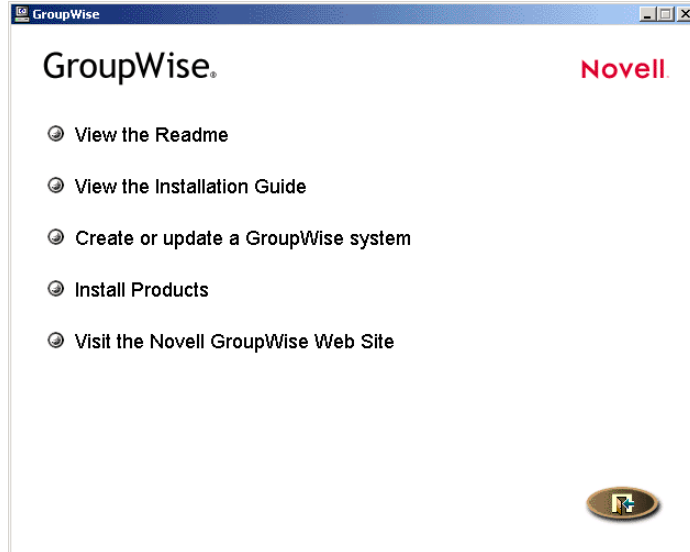 GroupWise
GroupWise®
Novell.
View the Readme
View the Installation Guide
Create or update a GroupWise system
Install Products
Visit the Novell GroupWise Web Site